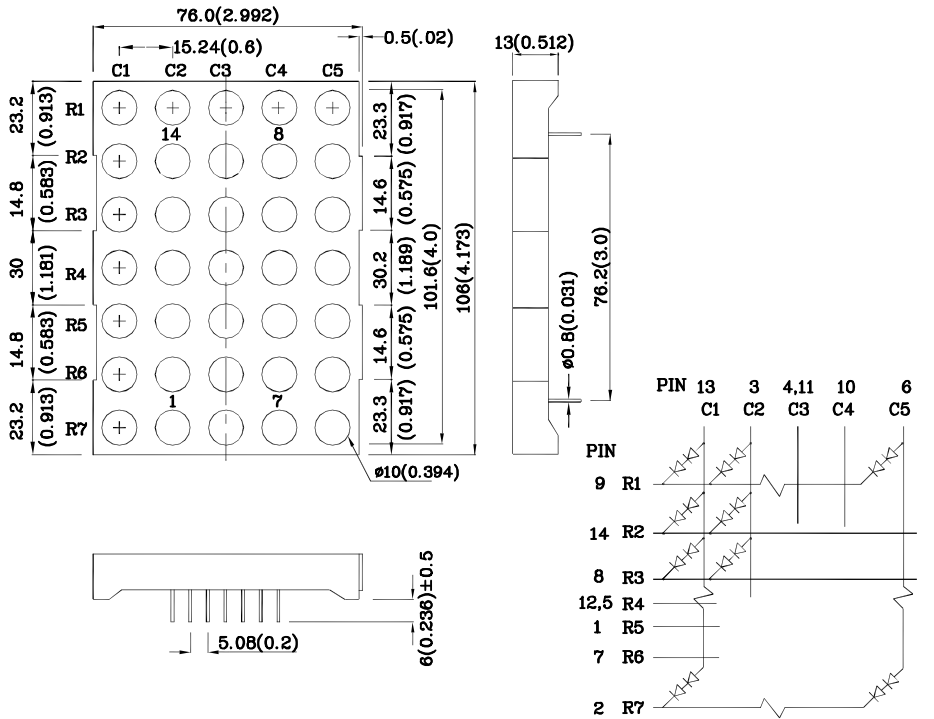 76.0(2.992)
0.5(.02)
15.24(0.6)
13(0.512)
C1 C2 C3 C4 C5
R1
14 8
R2
R3
R4
R5
R6
1 7
R7
23.2
(0.913)
14.8
(0.583)
30
(1.181)
14.8
(0.583)
23.2
(0.913)
23.3
(0.917)
14.6
(0.575)
30.2
(1.189)
14.6
(0.575)
23.3
(0.917)
101.6(4.0)
106(4.173)
ø10(0.394)
ø0.8(0.031)
76.2(3.0)
5.08(0.2)
6(0.236)±0.5
PIN 13 3 4,11 10 6
C1 C2 C3 C4 C5
PIN
9 R1
14 R2
8 R3
12,5 R4
1 R5
7 R6
2 R7